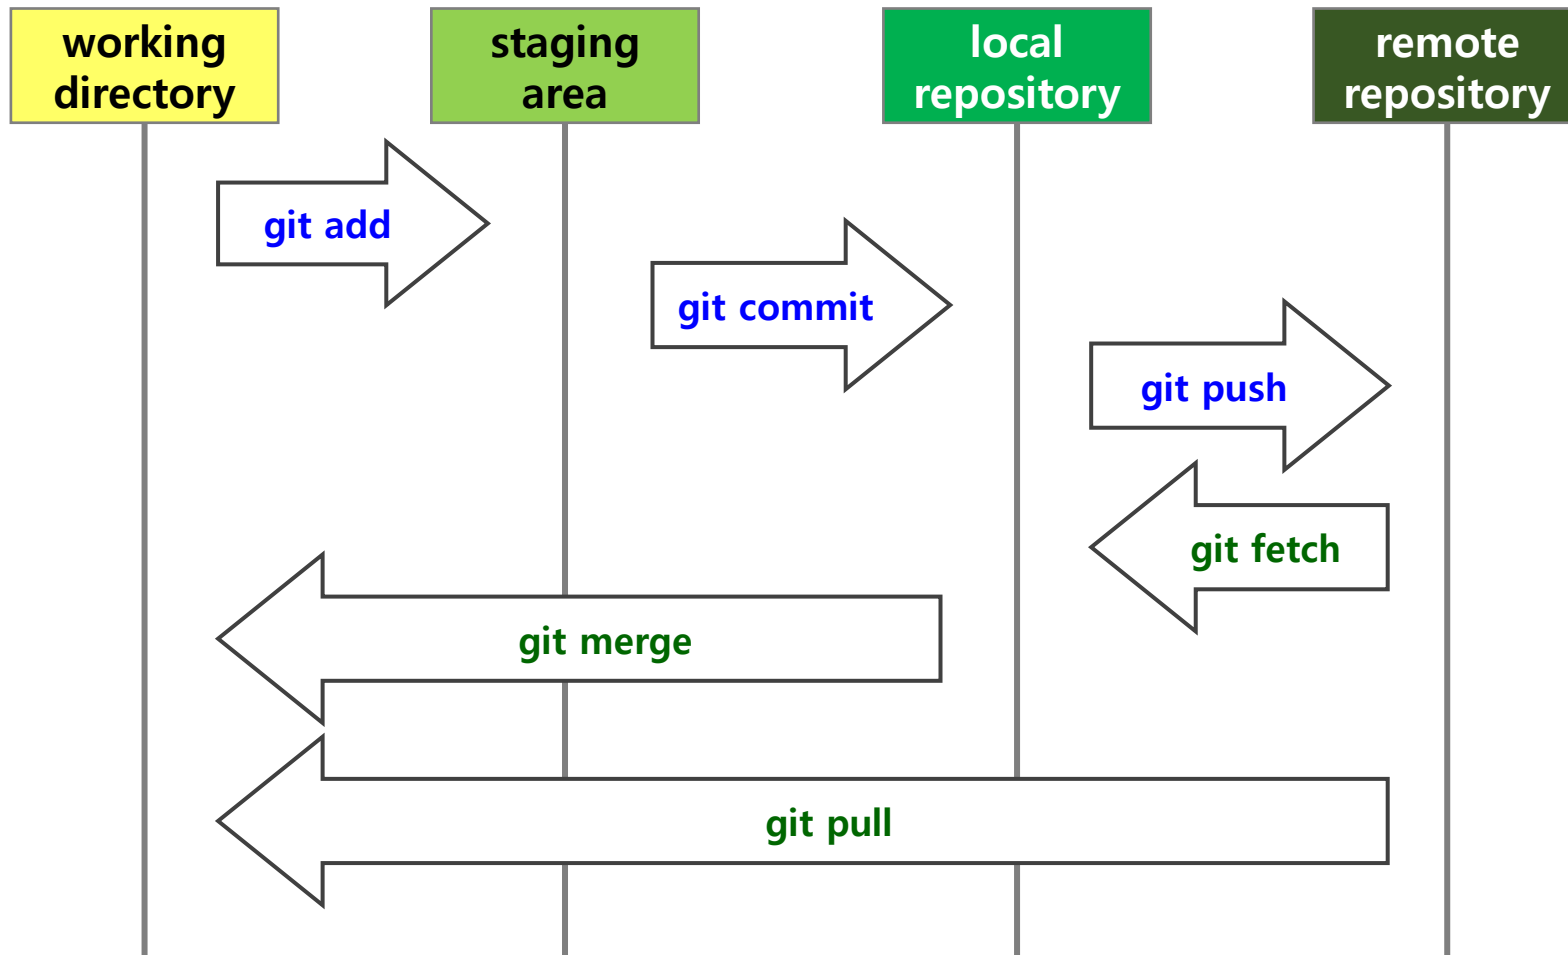 working
directory
staging
area
local
repository
remote
repository
git add
git commit
git push
git fetch
git merge
git pull